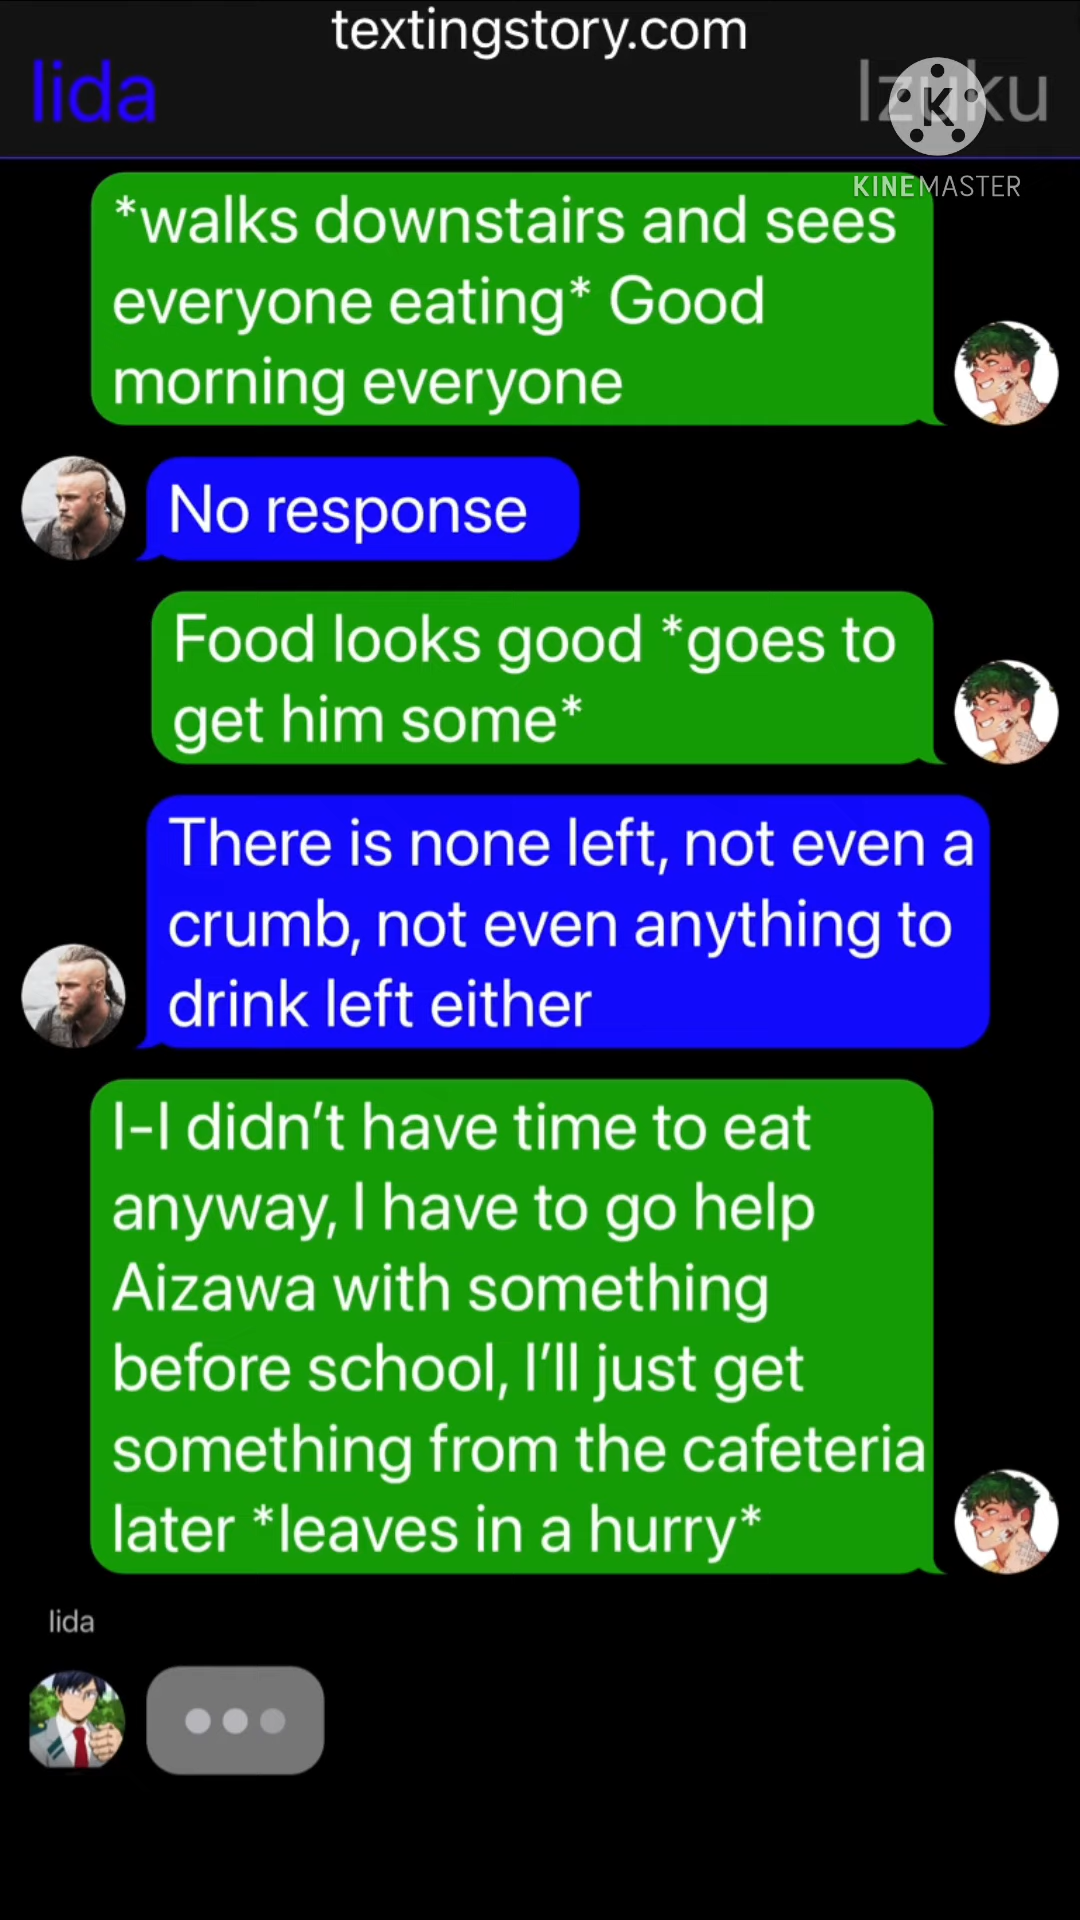 textingstory.com
Iida
Izuku
K
KINEMASTER
*walks downstairs and sees
everyone eating* Good
morning everyone
No response
Food looks good *goes to
get him some*
There is none left, not even a
crumb, not even anything to
drink left either
I-I didn’t have time to eat
anyway, I have to go help
Aizawa with something
before school, I’ll just get
something from the cafeteria
later *leaves in a hurry*
Iida